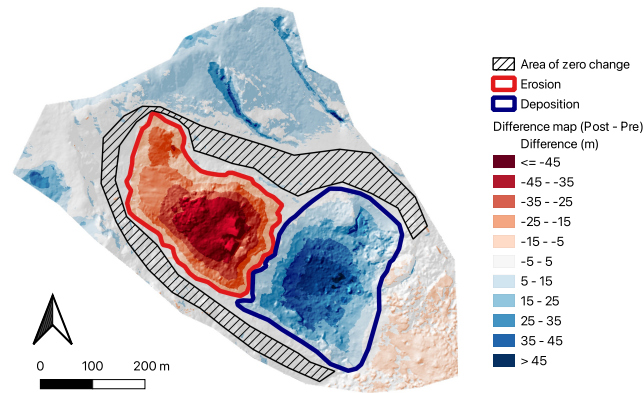 Area of zero change
Erosion
Deposition
Difference map (Post - Pre)
Difference (m)
<= -45
-45 - -35
-35 - -25
-25 - -15
-15 - -5
-5 - 5
5 - 15
15 - 25
25 - 35
35 - 45
> 45
0 100 200 m